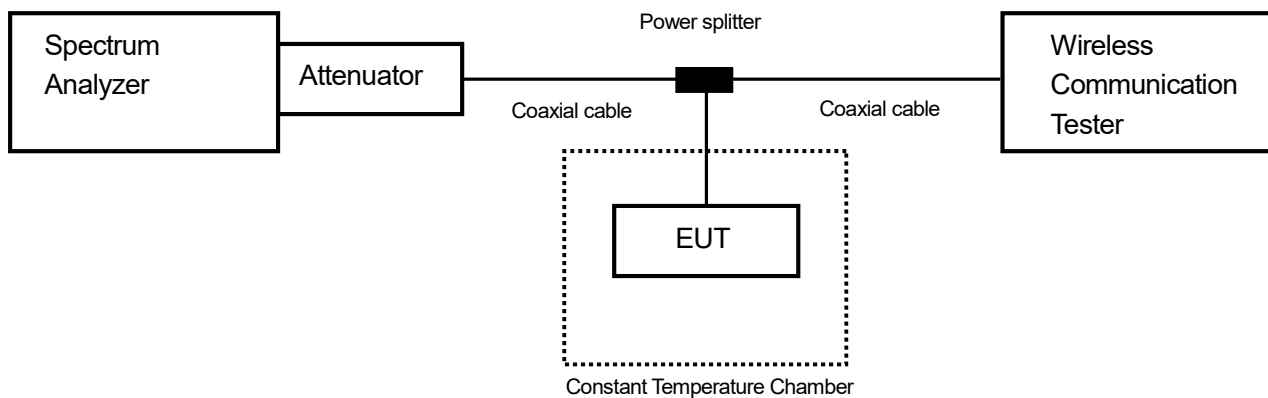 Power splitter
Spectrum
Analyzer
Attenuator
Wireless
Communication
Tester
Coaxial cable
Coaxial cable
EUT
Constant Temperature Chamber